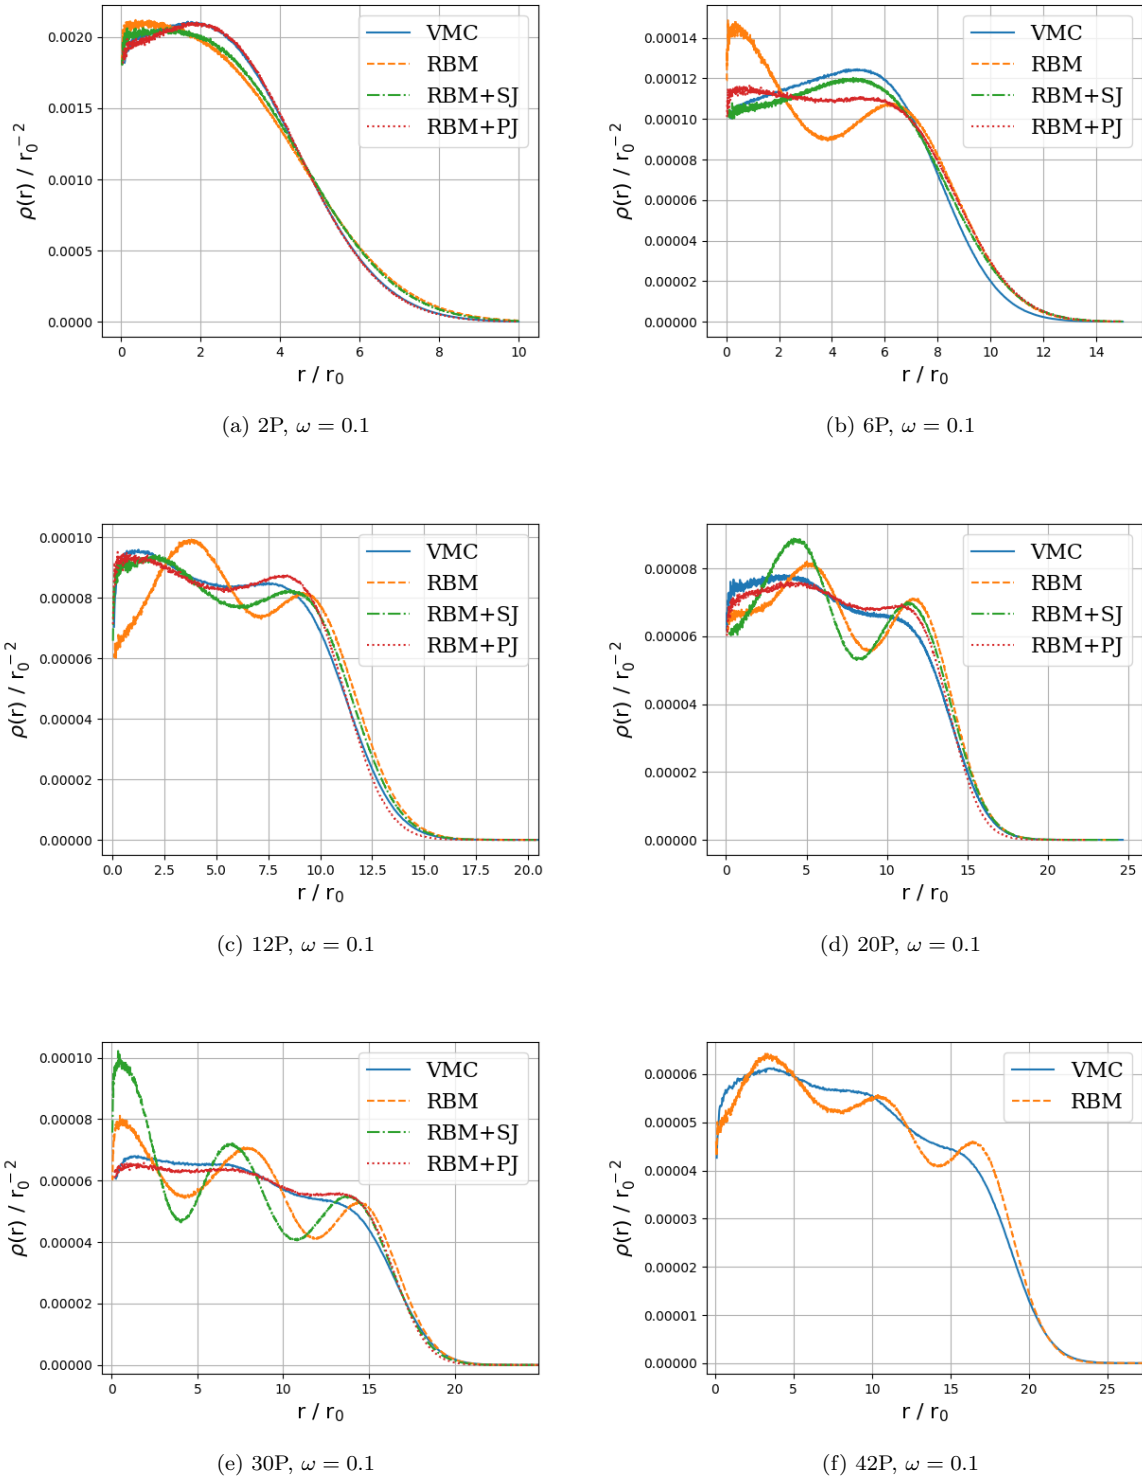 VMC
RBM
RBM+SJ
RBM+PJ
0.0020
0.0015
0.0010
0.0005
0.0000
ρ(r) / r₀⁻²
0 2 4 6 8 10
r / r₀
(a) 2P, ω = 0.1
VMC
RBM
RBM+SJ
RBM+PJ
0.00014
0.00012
0.00010
0.00008
0.00006
0.00004
0.00002
0.00000
ρ(r) / r₀⁻²
0 2 4 6 8 10 12 14
r / r₀
(b) 6P, ω = 0.1
VMC
RBM
RBM+SJ
RBM+PJ
0.00010
0.00008
0.00006
0.00004
0.00002
0.00000
ρ(r) / r₀⁻²
0.0 2.5 5.0 7.5 10.0 12.5 15.0 17.5 20.0
r / r₀
(c) 12P, ω = 0.1
VMC
RBM
RBM+SJ
RBM+PJ
0.00008
0.00006
0.00004
0.00002
0.00000
ρ(r) / r₀⁻²
0 5 10 15 20 25
r / r₀
(d) 20P, ω = 0.1
VMC
RBM
RBM+SJ
RBM+PJ
0.00010
0.00008
0.00006
0.00004
0.00002
0.00000
ρ(r) / r₀⁻²
0 5 10 15 20
r / r₀
(e) 30P, ω = 0.1
VMC
RBM
0.00006
0.00005
0.00004
0.00003
0.00002
0.00001
0.00000
ρ(r) / r₀⁻²
0 5 10 15 20 25
r / r₀
(f) 42P, ω = 0.1